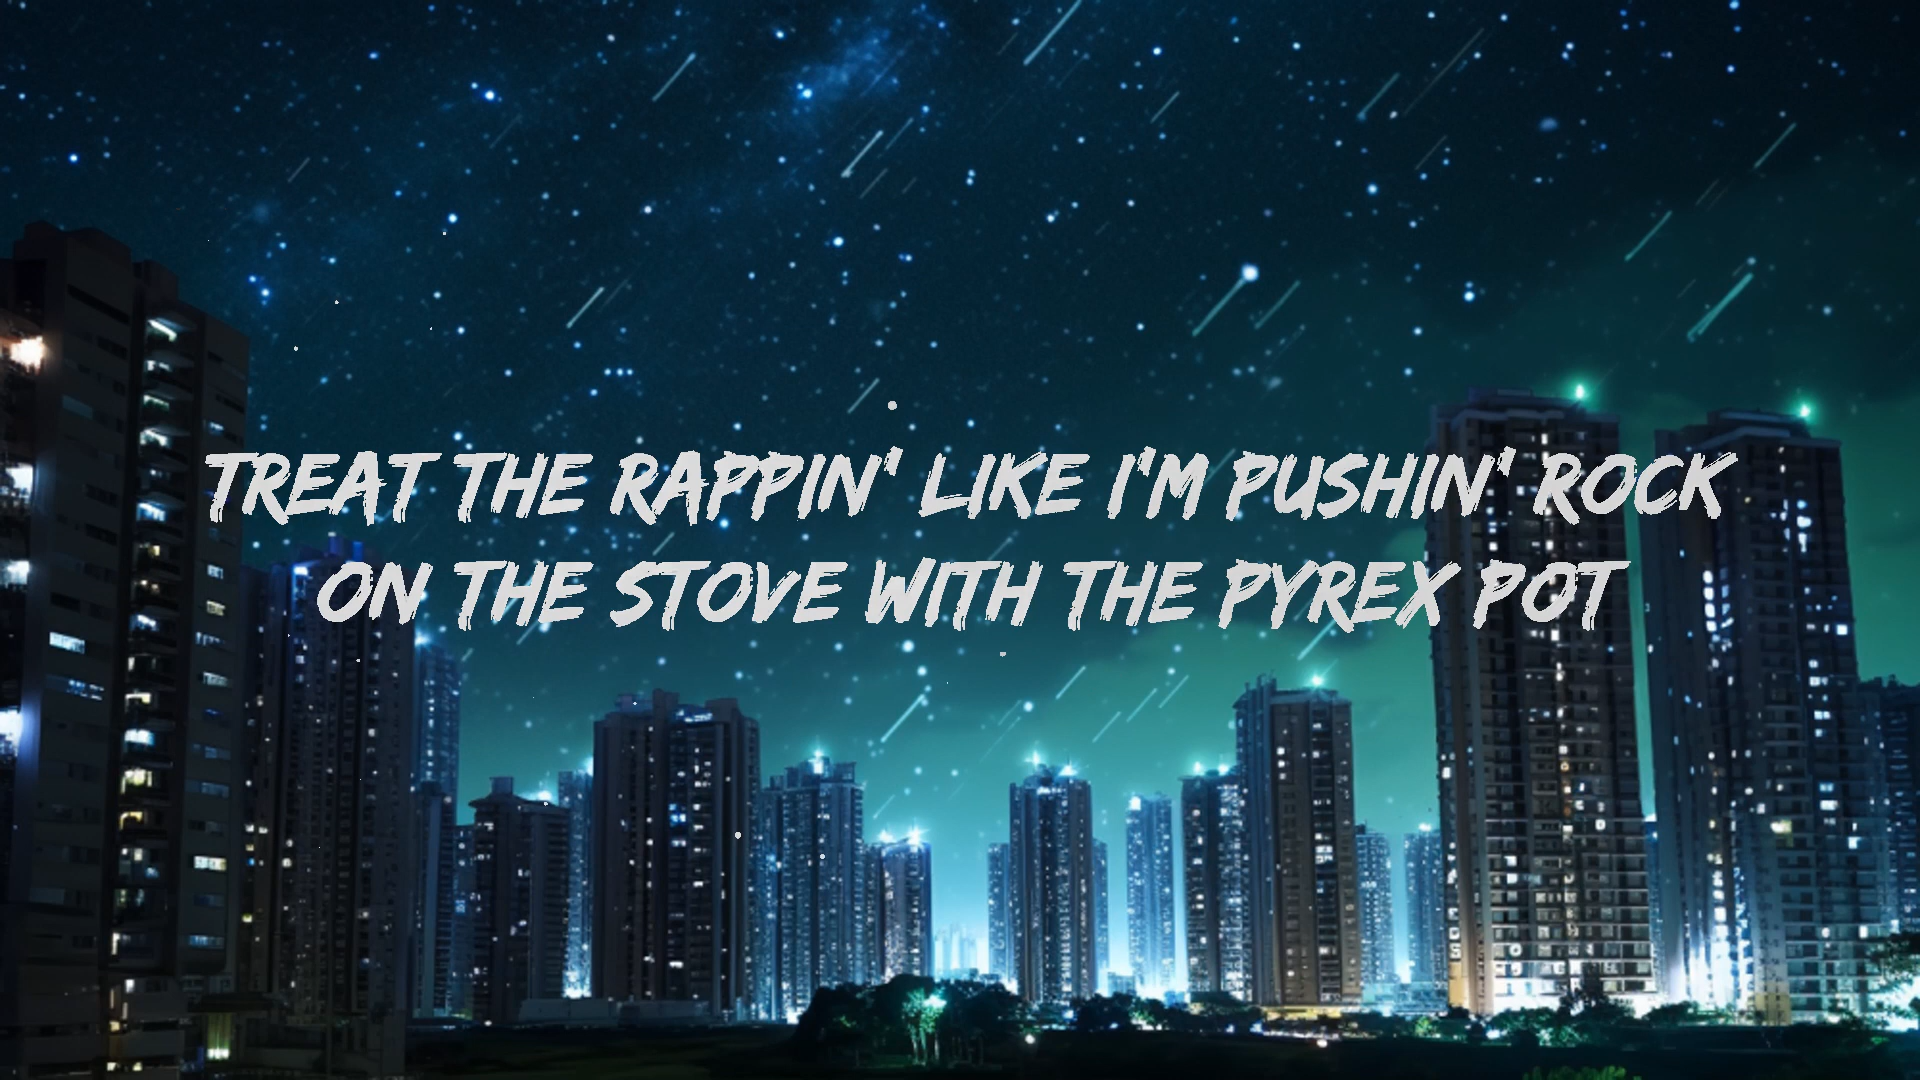 TREAT THE RAPPIN' LIKE I'M PUSHIN' ROCK
ON THE STOVE WITH THE PYREX POT